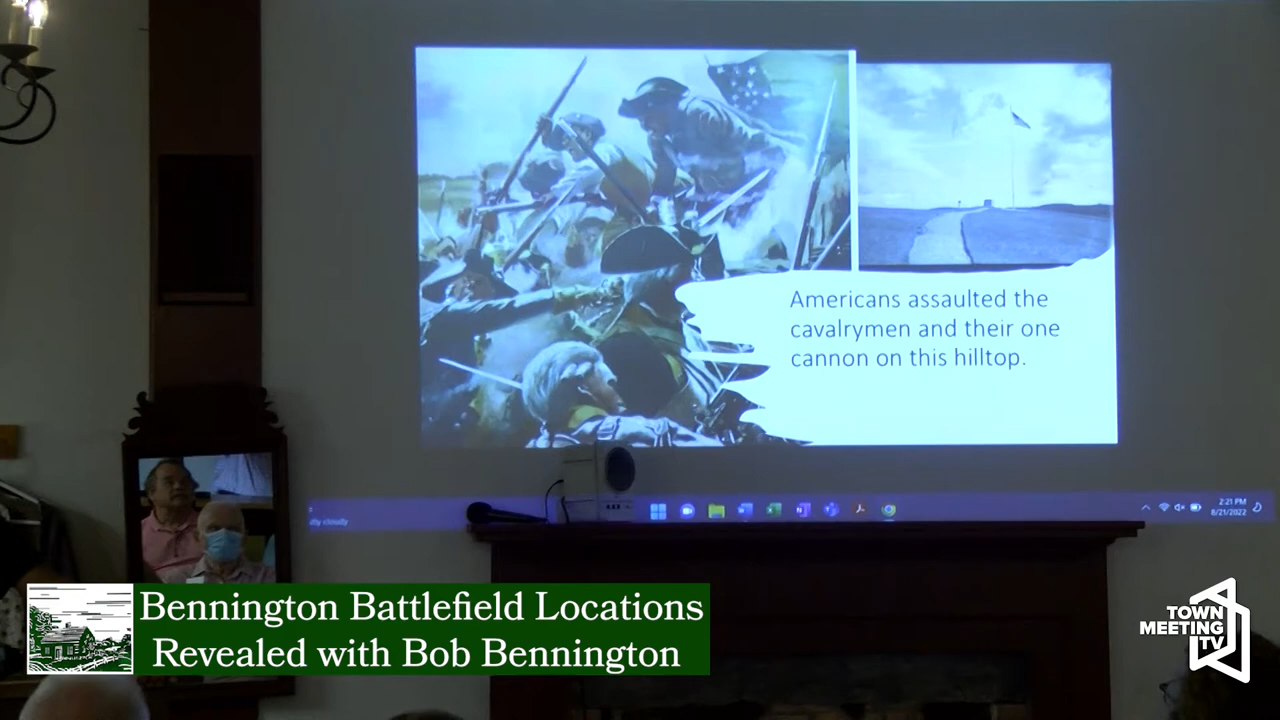 Americans assaulted the
cavalrymen and their one
cannon on this hilltop.
2:21 PM
8/21/2022
Bennington Battlefield Locations
Revealed with Bob Bennington
TOWN
MEETING
TV